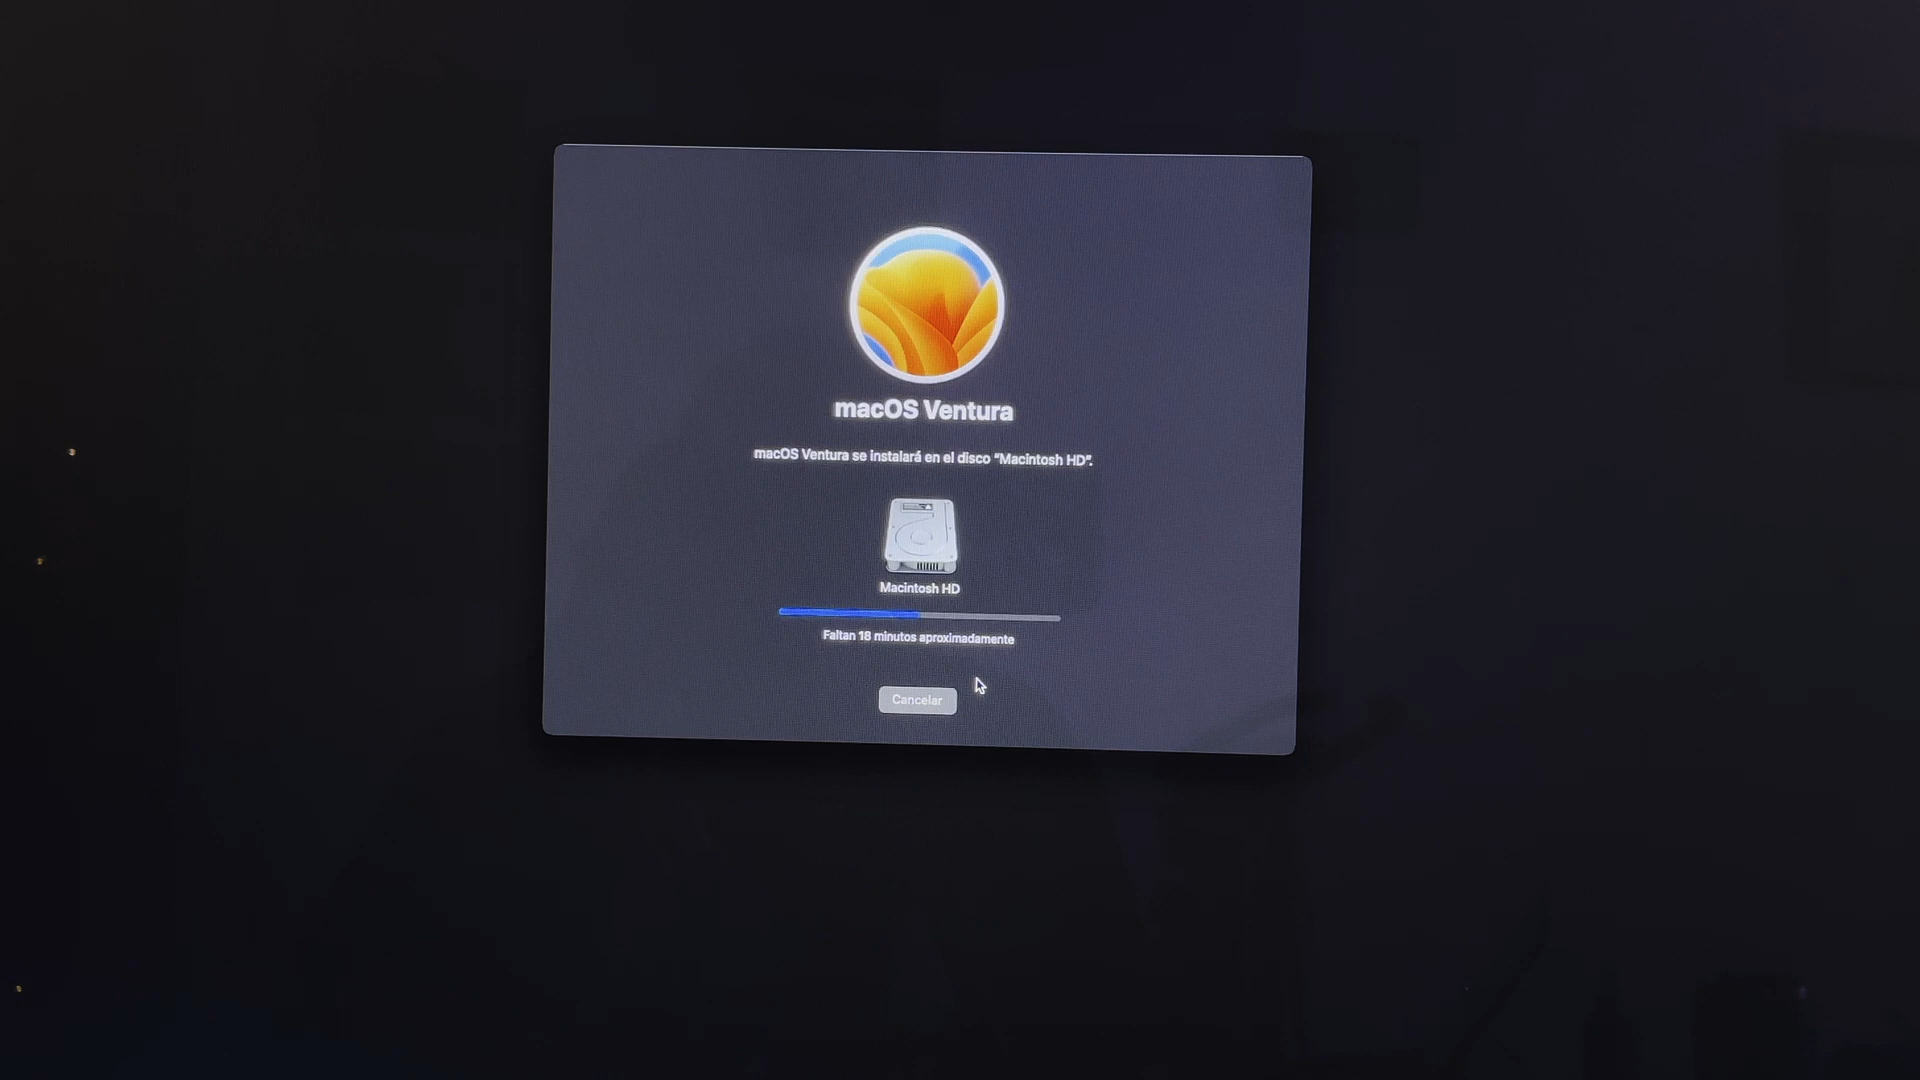 macOS Ventura
macOS Ventura se instalará en el disco “Macintosh HD”.
Macintosh HD
Faltan 18 minutos aproximadamente
Cancelar